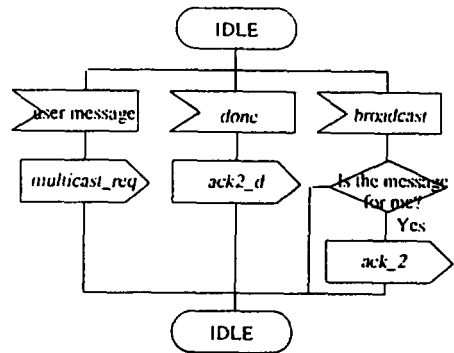 IDLE
user message
done
broadcast
multicast_req
ack2_d
Is the message
for me?
Yes
ack_2
IDLE